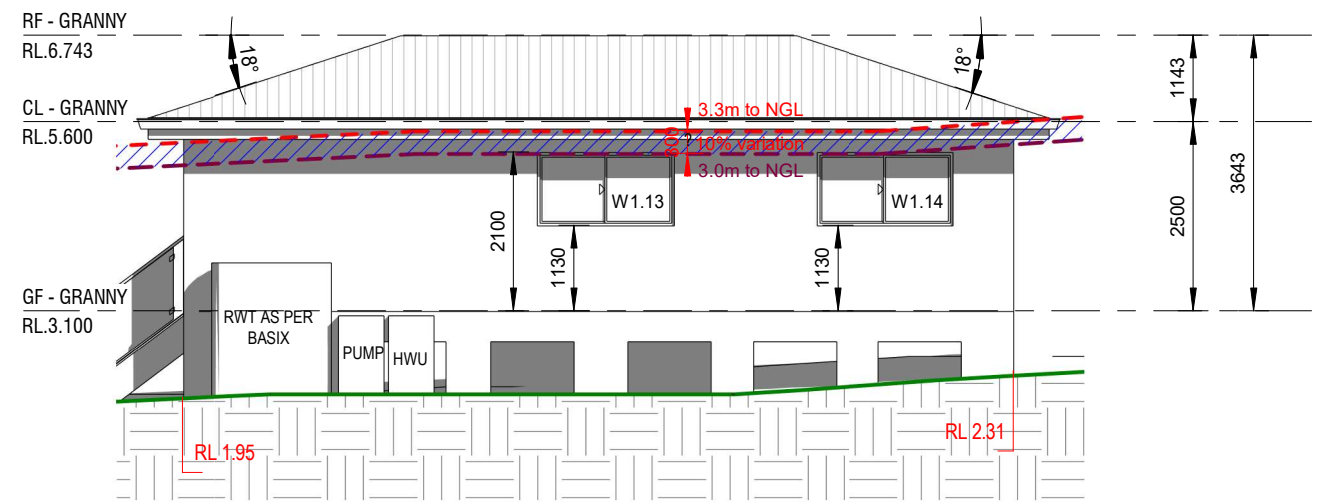 RF - GRANNY
RL.6.743
18°
18°
1143
CL - GRANNY
RL.5.600
3.3m to NGL
300
10% variation
3.0m to NGL
3643
2500
W1.13
W1.14
2100
1130
1130
GF - GRANNY
RL.3.100
RWT AS PER
BASIX
PUMP
HWU
RL 1.95
RL 2.31